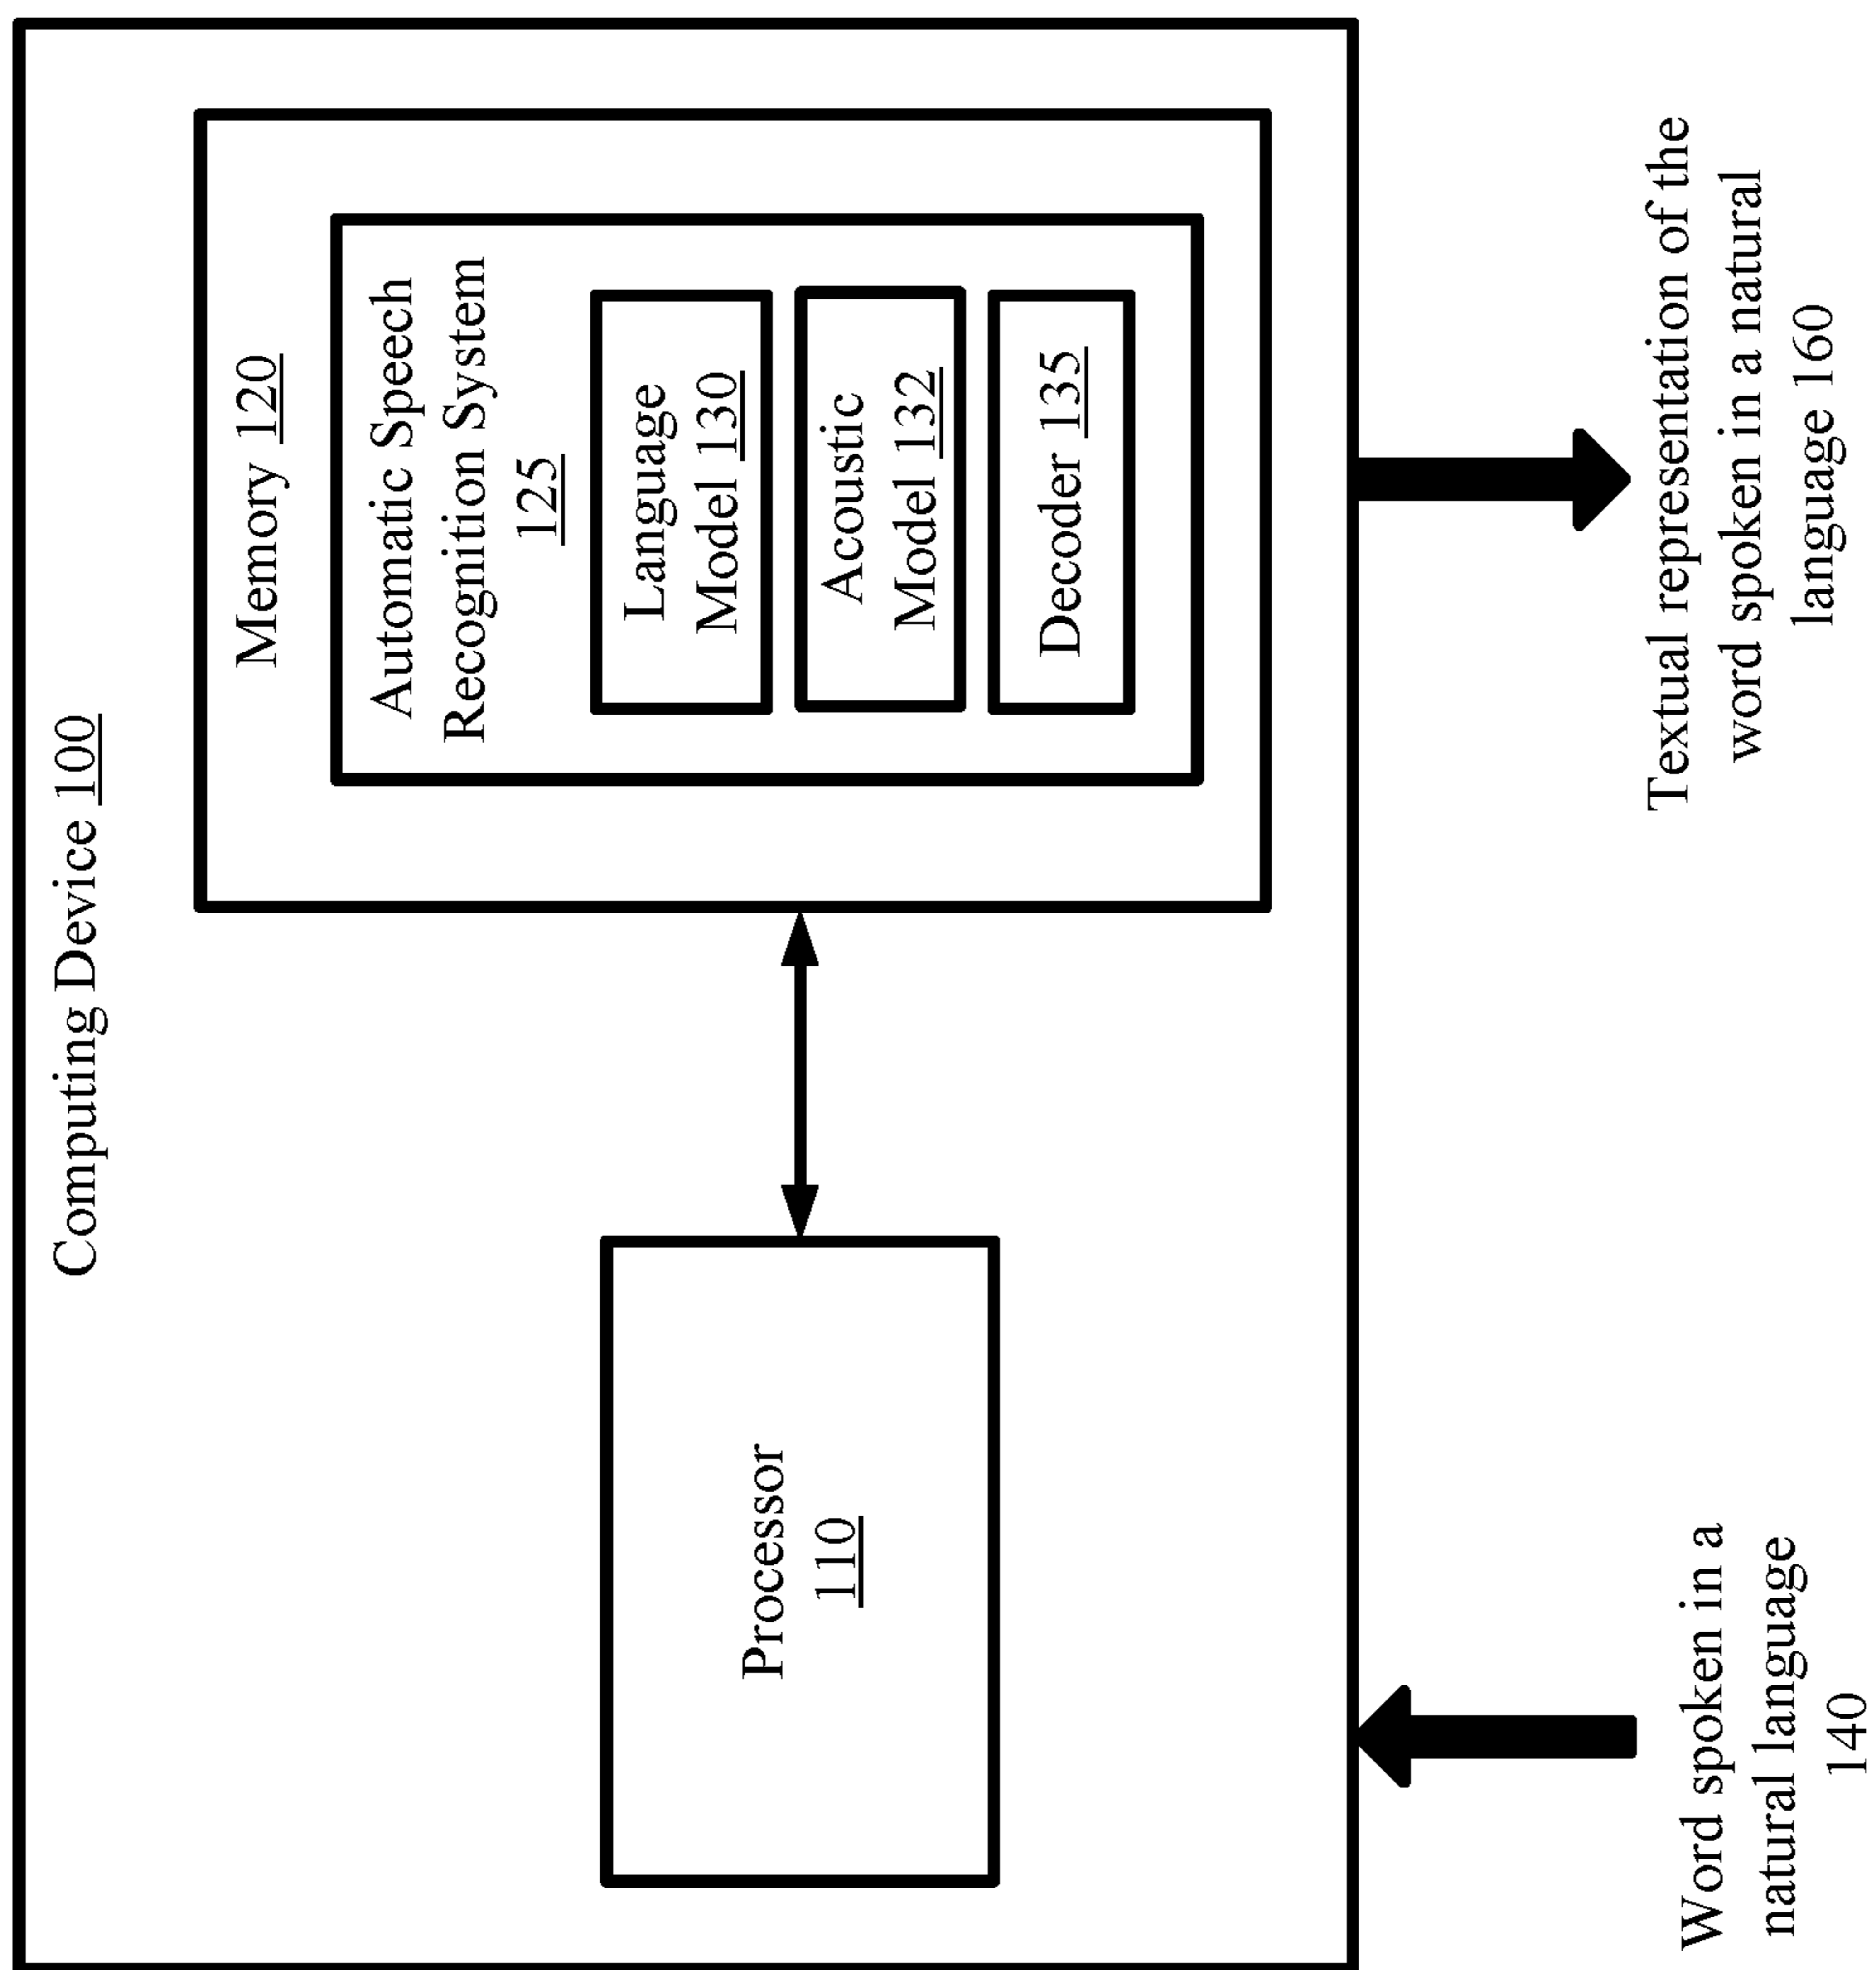 Computing Device 100
Processor
110
Memory 120
Automatic Speech
Recognition System
125
Language
Model 130
Acoustic
Model 132
Decoder 135
Word spoken in a
natural language
140
Textual representation of the
word spoken in a natural
language 160